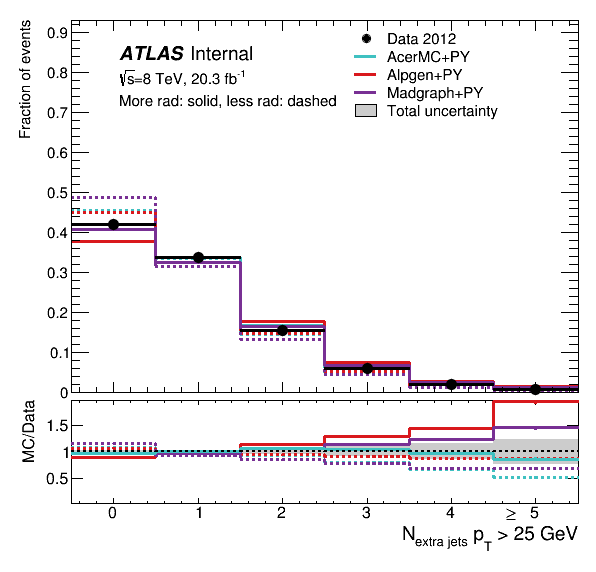 Fraction of events
0.9
0.8
0.7
0.6
0.5
0.4
0.3
0.2
0.1
0
ATLAS Internal
√s=8 TeV, 20.3 fb⁻¹
More rad: solid, less rad: dashed
Data 2012
AcerMC+PY
Alpgen+PY
Madgraph+PY
Total uncertainty
MC/Data
1.5
1
0.5
0 1 2 3 4 ≥ 5
N_extra jets p_T > 25 GeV